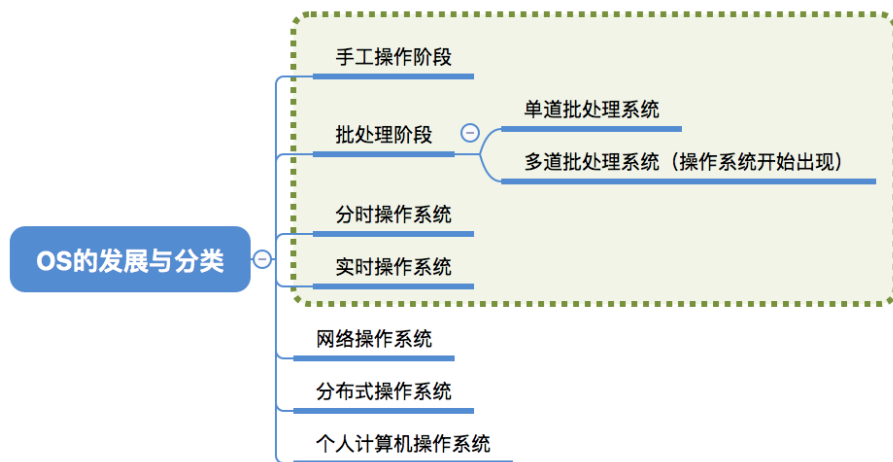 手工操作阶段
单道批处理系统
批处理阶段
多道批处理系统（操作系统开始出现）
分时操作系统
OS的发展与分类
实时操作系统
网络操作系统
分布式操作系统
个人计算机操作系统